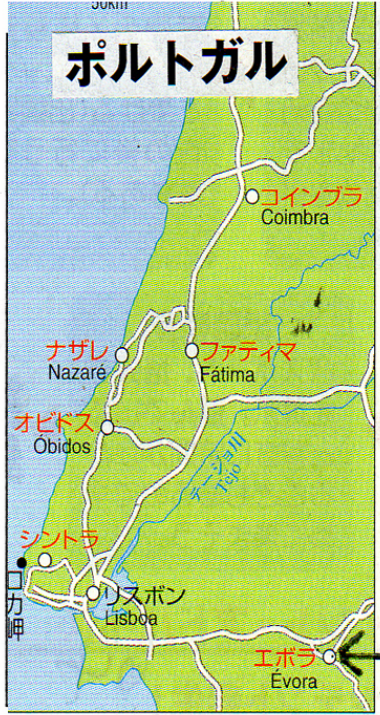 50km
ポルトガル
コインブラ
Coimbra
ナザレ
Nazaré
ファティマ
Fátima
オビドス
Óbidos
テージョ川
Tejo
シントラ
ロカ岬
リスボン
Lisboa
エボラ
Évora